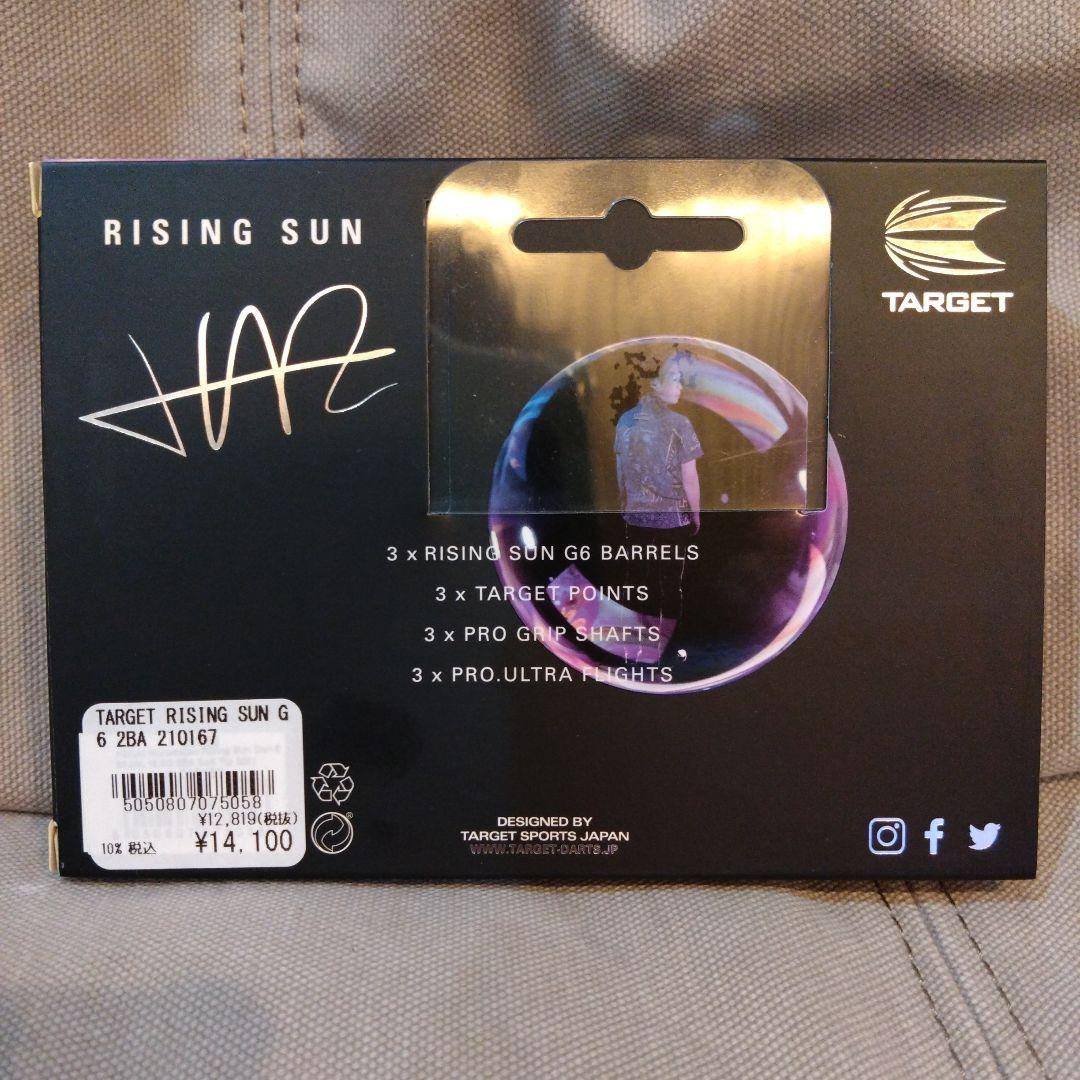 RISING SUN
TARGET
3 x RISING SUN G6 BARRELS
3 x TARGET POINTS
3 x PRO GRIP SHAFTS
3 x PRO.ULTRA FLIGHTS
TARGET RISING SUN G
6 2BA 210167
5050807075058
¥12,819(税抜)
10% 税込 ¥14,100
DESIGNED BY
TARGET SPORTS JAPAN
WWW.TARGET-DARTS.JP